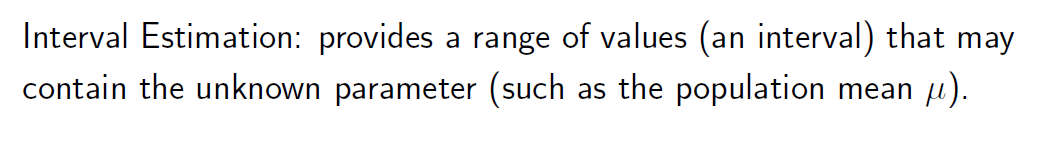 Interval Estimation: provides a range of values (an interval) that may
contain the unknown parameter (such as the population mean μ).